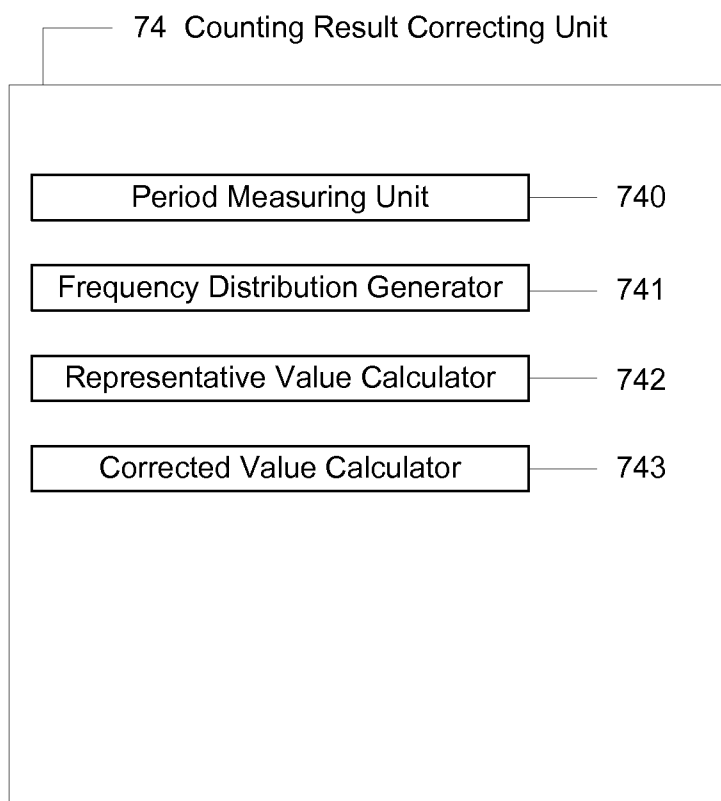 74 Counting Result Correcting Unit
Period Measuring Unit 740
Frequency Distribution Generator 741
Representative Value Calculator 742
Corrected Value Calculator 743